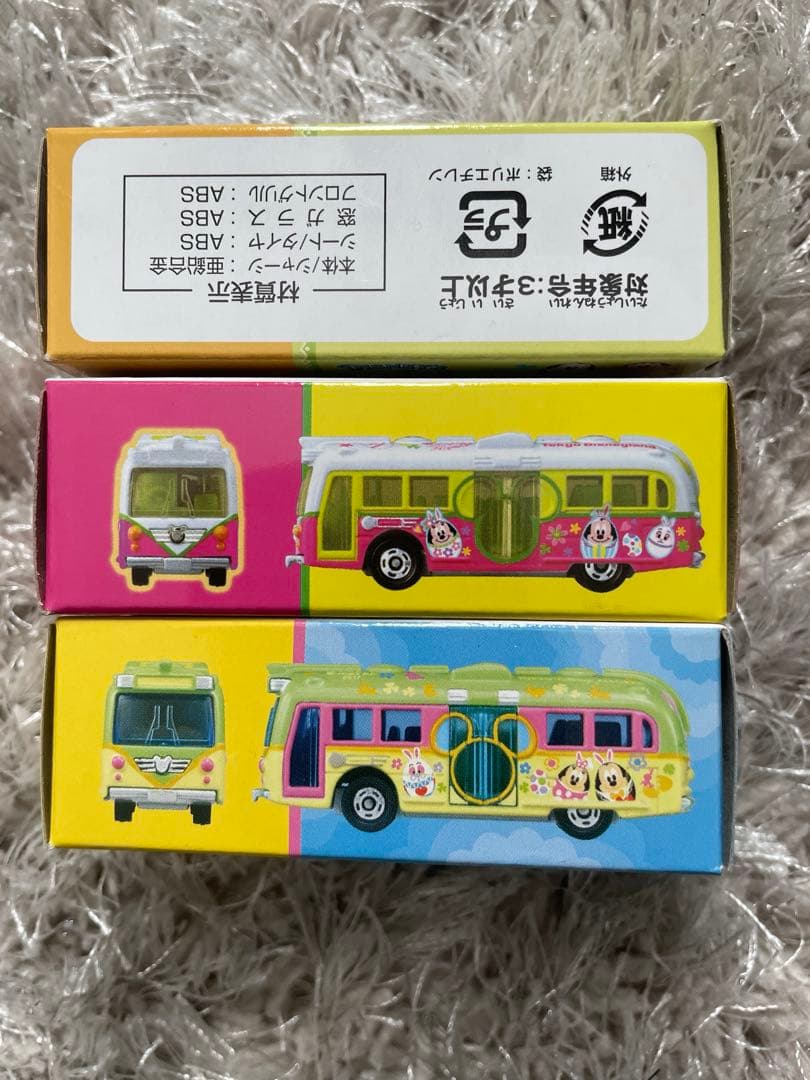 対象年令:3才以上
たいしょうねんれい さい いじょう
紙
外箱
プラ
袋：ポリエチレン
材質表示
本体/シャーシ：亜鉛合金
シート/タイヤ：ABS
窓ガラス：ABS
フロントグリル：ABS
Tokyo Disneyland